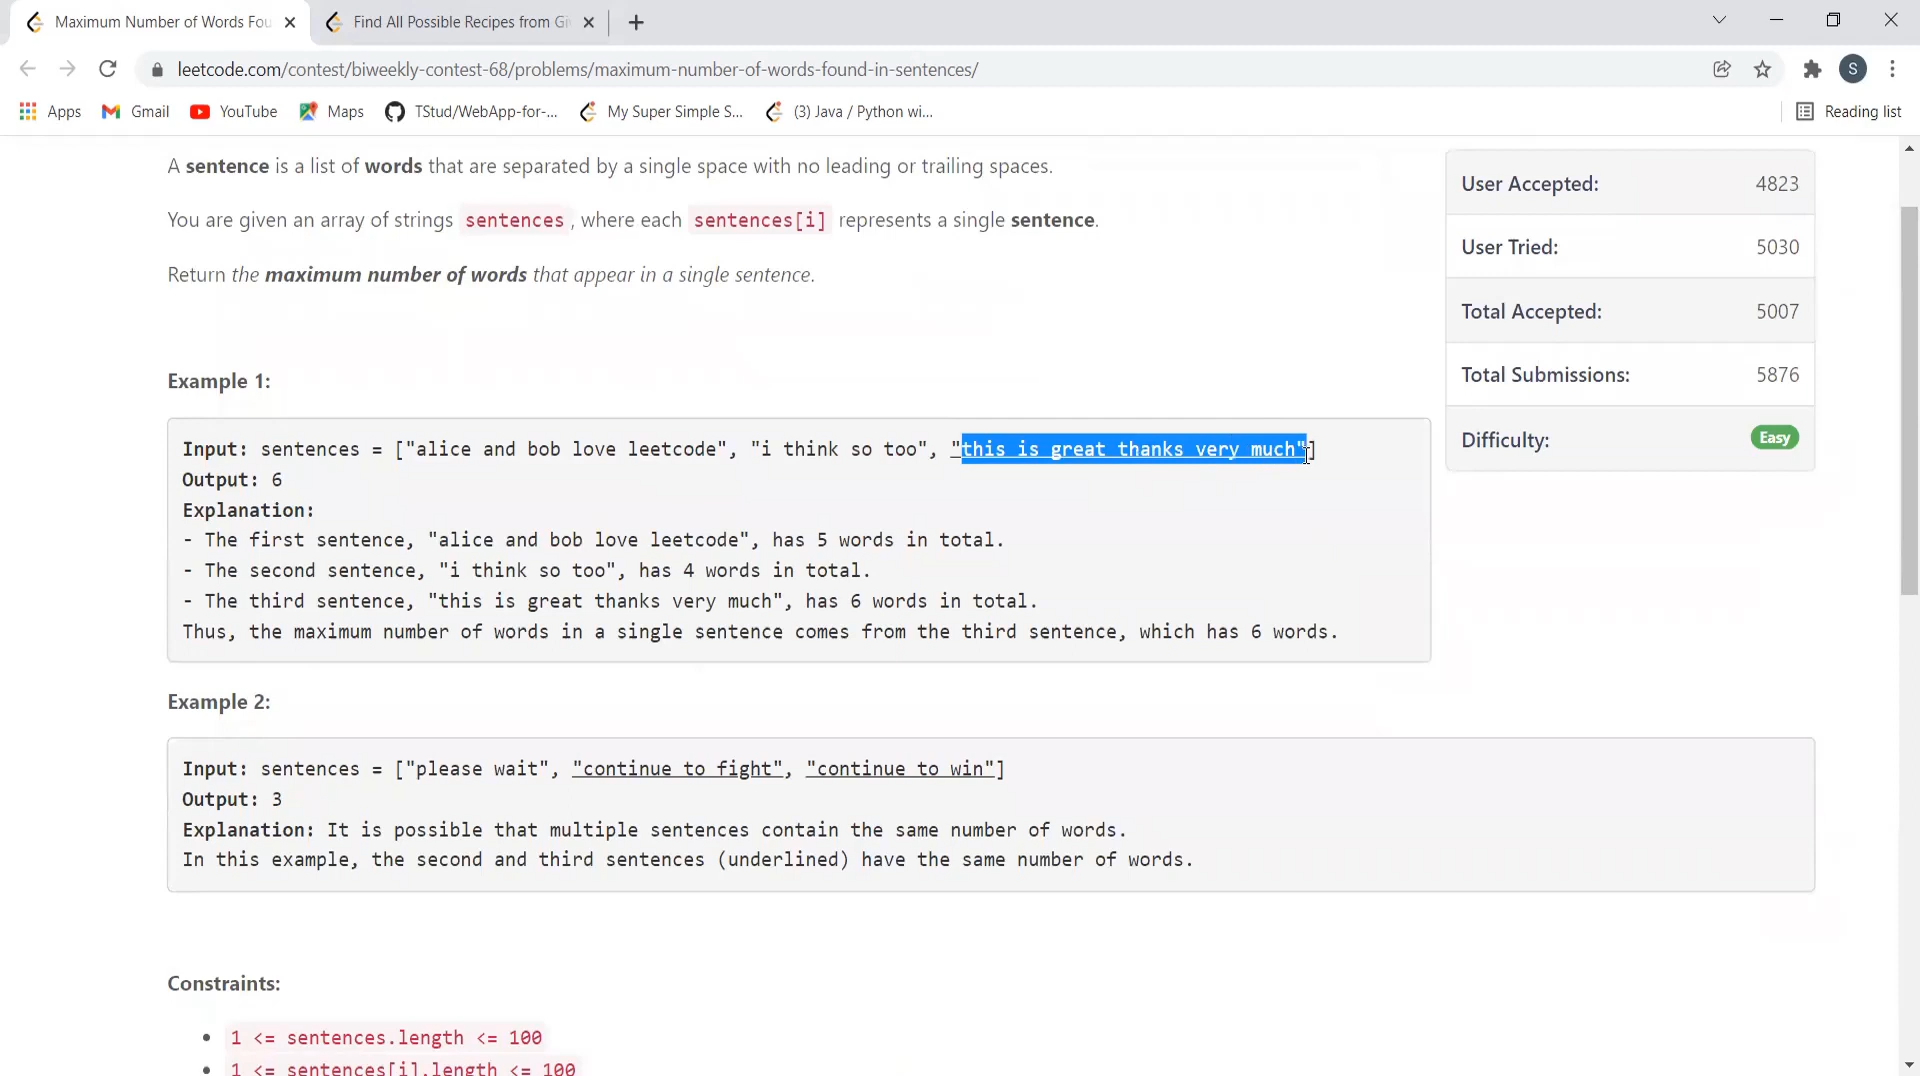 Maximum Number of Words Fou
Find All Possible Recipes from Gi
leetcode.com/contest/biweekly-contest-68/problems/maximum-number-of-words-found-in-sentences/
S
Apps Gmail YouTube Maps TStud/WebApp-for-... My Super Simple S... (3) Java / Python wi... Reading list
A sentence is a list of words that are separated by a single space with no leading or trailing spaces.
You are given an array of strings sentences, where each sentences[i] represents a single sentence.
Return the maximum number of words that appear in a single sentence.
User Accepted: 4823
User Tried: 5030
Total Accepted: 5007
Total Submissions: 5876
Difficulty: Easy
Example 1:
Input: sentences = ["alice and bob love leetcode", "i think so too", "this is great thanks very much"]
Output: 6
Explanation:
- The first sentence, "alice and bob love leetcode", has 5 words in total.
- The second sentence, "i think so too", has 4 words in total.
- The third sentence, "this is great thanks very much", has 6 words in total.
Thus, the maximum number of words in a single sentence comes from the third sentence, which has 6 words.
Example 2:
Input: sentences = ["please wait", "continue to fight", "continue to win"]
Output: 3
Explanation: It is possible that multiple sentences contain the same number of words.
In this example, the second and third sentences (underlined) have the same number of words.
Constraints:
1 <= sentences.length <= 100
1 <= sentences[i].length <= 100